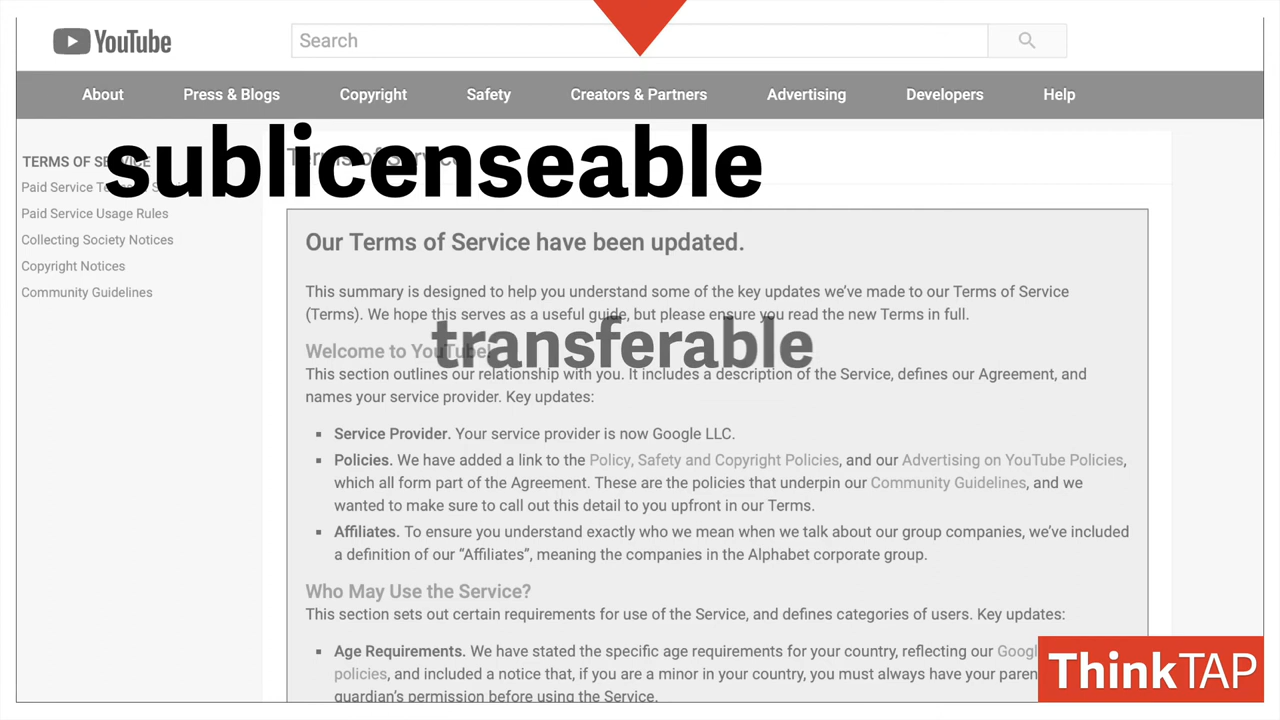 YouTube
Search
About Press & Blogs Copyright Safety Creators & Partners Advertising Developers Help
sublicenseable
TERMS OF SERVICE
Terms of Service
Paid Service
Paid Service Usage Rules
Collecting Society Notices
Copyright Notices
Community Guidelines
Our Terms of Service have been updated.
This summary is designed to help you understand some of the key updates we've made to our Terms of Service
(Terms). We hope this serves as a useful guide, but please ensure you read the new Terms in full.
transferable
Welcome to YouTube!
This section outlines our relationship with you. It includes a description of the Service, defines our Agreement, and
names your service provider. Key updates:
▪ Service Provider. Your service provider is now Google LLC.
▪ Policies. We have added a link to the Policy, Safety and Copyright Policies, and our Advertising on YouTube Policies,
which all form part of the Agreement. These are the policies that underpin our Community Guidelines, and we
wanted to make sure to call out this detail to you upfront in our Terms.
▪ Affiliates. To ensure you understand exactly who we mean when we talk about our group companies, we've included
a definition of our “Affiliates”, meaning the companies in the Alphabet corporate group.
Who May Use the Service?
This section sets out certain requirements for use of the Service, and defines categories of users. Key updates:
▪ Age Requirements. We have stated the specific age requirements for your country, reflecting our
policies, and included a notice that, if you are a minor in your country, you must always have your
guardian's permission before using the Service.
ThinkTAP